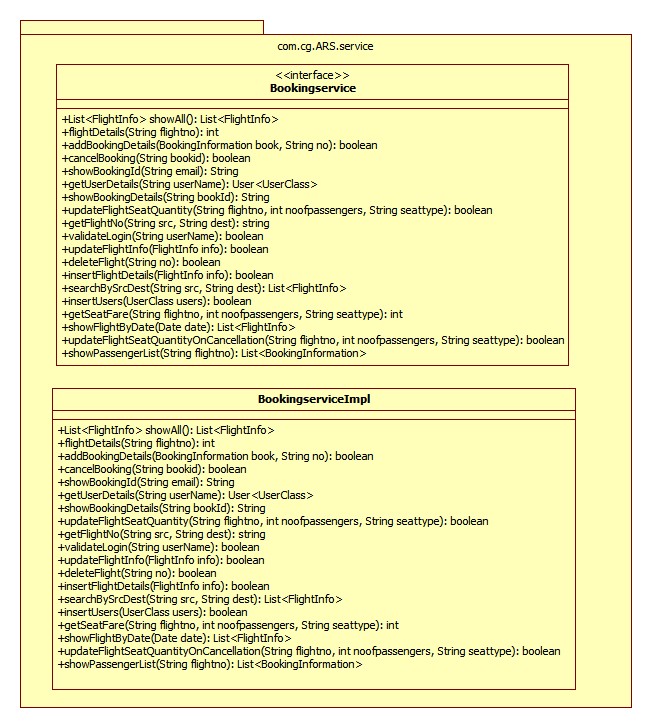 com.cg.ARS.service
<<interface>>
Bookingservice
+List<FlightInfo> showAll(): List<FlightInfo>
+flightDetails(String flightno): int
+addBookingDetails(BookingInformation book, String no): boolean
+cancelBooking(String bookid): boolean
+showBookingId(String email): String
+getUserDetails(String userName): User<UserClass>
+showBookingDetails(String bookId): String
+updateFlightSeatQuantity(String flightno, int noofpassengers, String seattype): boolean
+getFlightNo(String src, String dest): string
+validateLogin(String userName): boolean
+updateFlightInfo(FlightInfo info): boolean
+deleteFlight(String no): boolean
+insertFlightDetails(FlightInfo info): boolean
+searchBySrcDest(String src, String dest): List<FlightInfo>
+insertUsers(UserClass users): boolean
+getSeatFare(String flightno, int noofpassengers, String seattype): int
+showFlightByDate(Date date): List<FlightInfo>
+updateFlightSeatQuantityOnCancellation(String flightno, int noofpassengers, String seattype): boolean
+showPassengerList(String flightno): List<BookingInformation>
BookingserviceImpl
+List<FlightInfo> showAll(): List<FlightInfo>
+flightDetails(String flightno): int
+addBookingDetails(BookingInformation book, String no): boolean
+cancelBooking(String bookid): boolean
+showBookingId(String email): String
+getUserDetails(String userName): User<UserClass>
+showBookingDetails(String bookId): String
+updateFlightSeatQuantity(String flightno, int noofpassengers, String seattype): boolean
+getFlightNo(String src, String dest): string
+validateLogin(String userName): boolean
+updateFlightInfo(FlightInfo info): boolean
+deleteFlight(String no): boolean
+insertFlightDetails(FlightInfo info): boolean
+searchBySrcDest(String src, String dest): List<FlightInfo>
+insertUsers(UserClass users): boolean
+getSeatFare(String flightno, int noofpassengers, String seattype): int
+showFlightByDate(Date date): List<FlightInfo>
+updateFlightSeatQuantityOnCancellation(String flightno, int noofpassengers, String seattype): boolean
+showPassengerList(String flightno): List<BookingInformation>